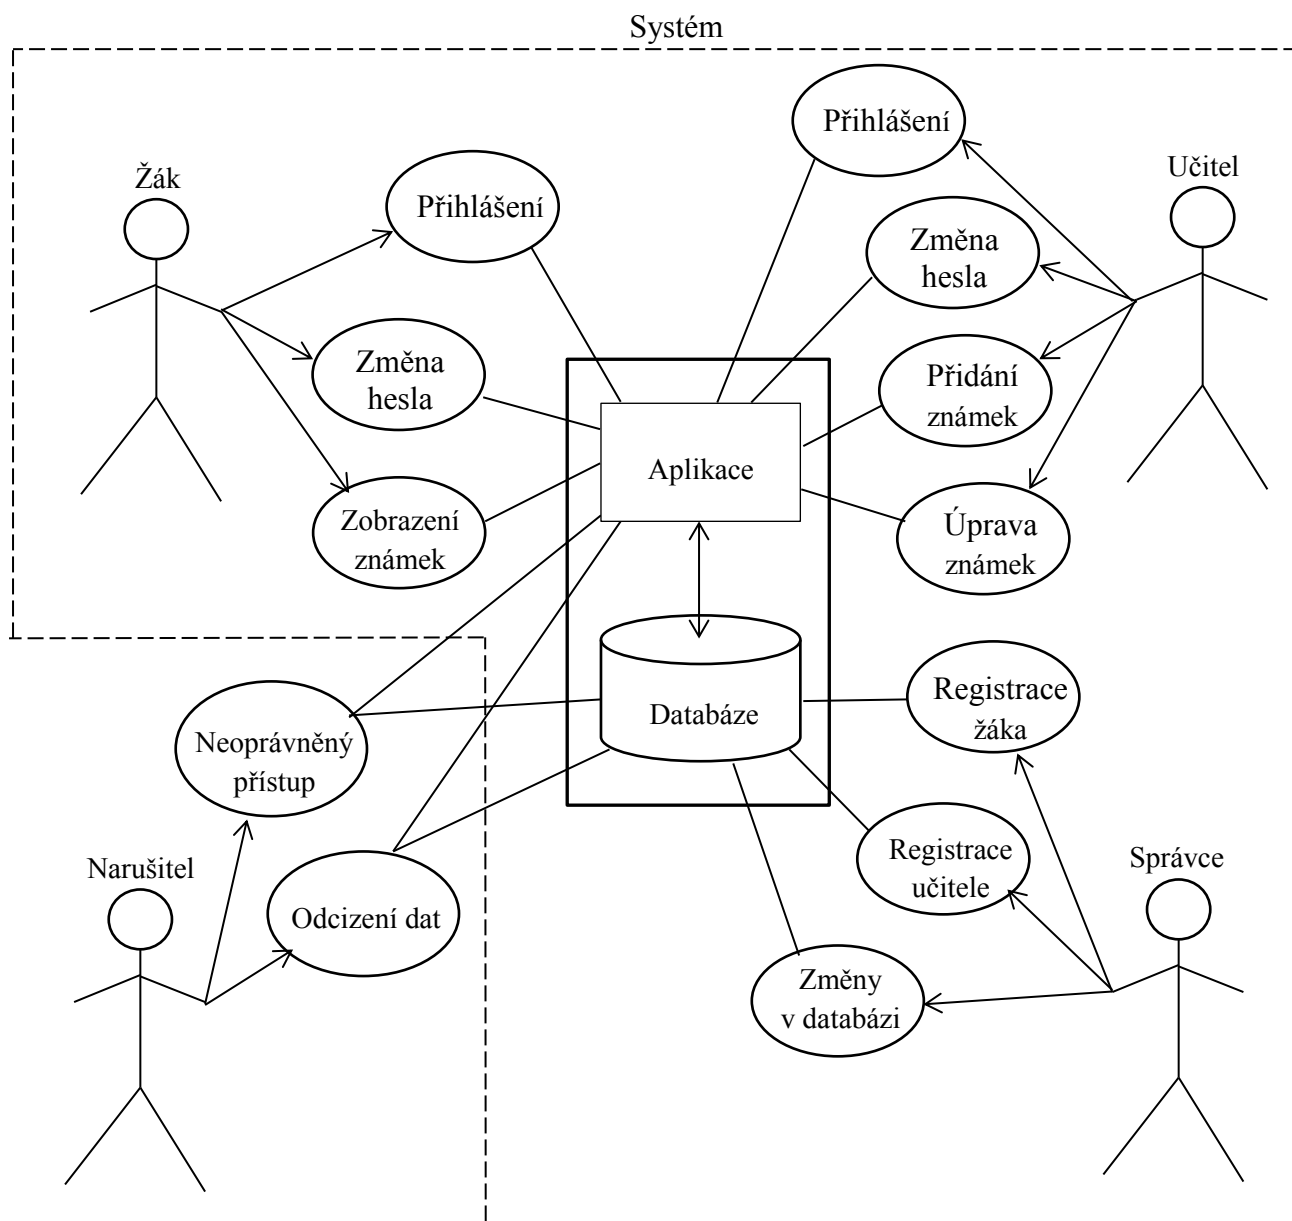 Systém
Žák
Přihlášení
Změna
hesla
Zobrazení
známek
Učitel
Přihlášení
Změna
hesla
Přidání
známek
Úprava
známek
Aplikace
Databáze
Narušitel
Neoprávněný
přístup
Odcizení dat
Správce
Registrace
žáka
Registrace
učitele
Změny
v databázi